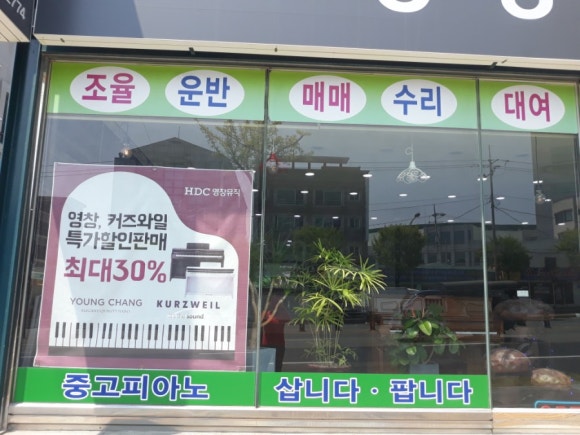 조율 운반 매매 수리 대여
HDC 영창뮤직
영창, 커즈와일
특가할인판매
최대30%
YOUNG CHANG KURZWEIL
sound
중고피아노 삽니다·팝니다